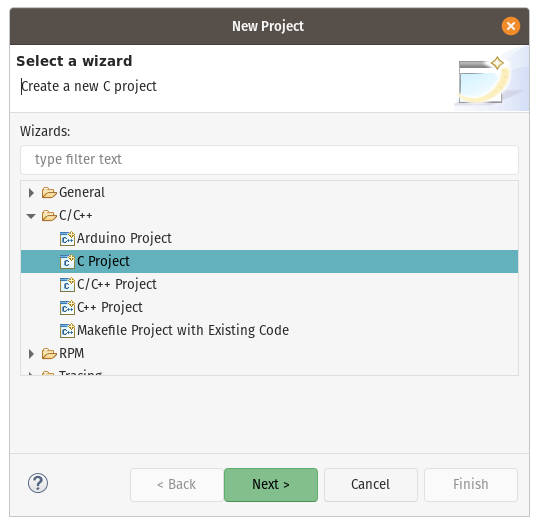 New Project
Select a wizard
Create a new C project
Wizards:
type filter text
General
C/C++
Arduino Project
C Project
C/C++ Project
C++ Project
Makefile Project with Existing Code
RPM
Tracing
< Back
Next >
Cancel
Finish